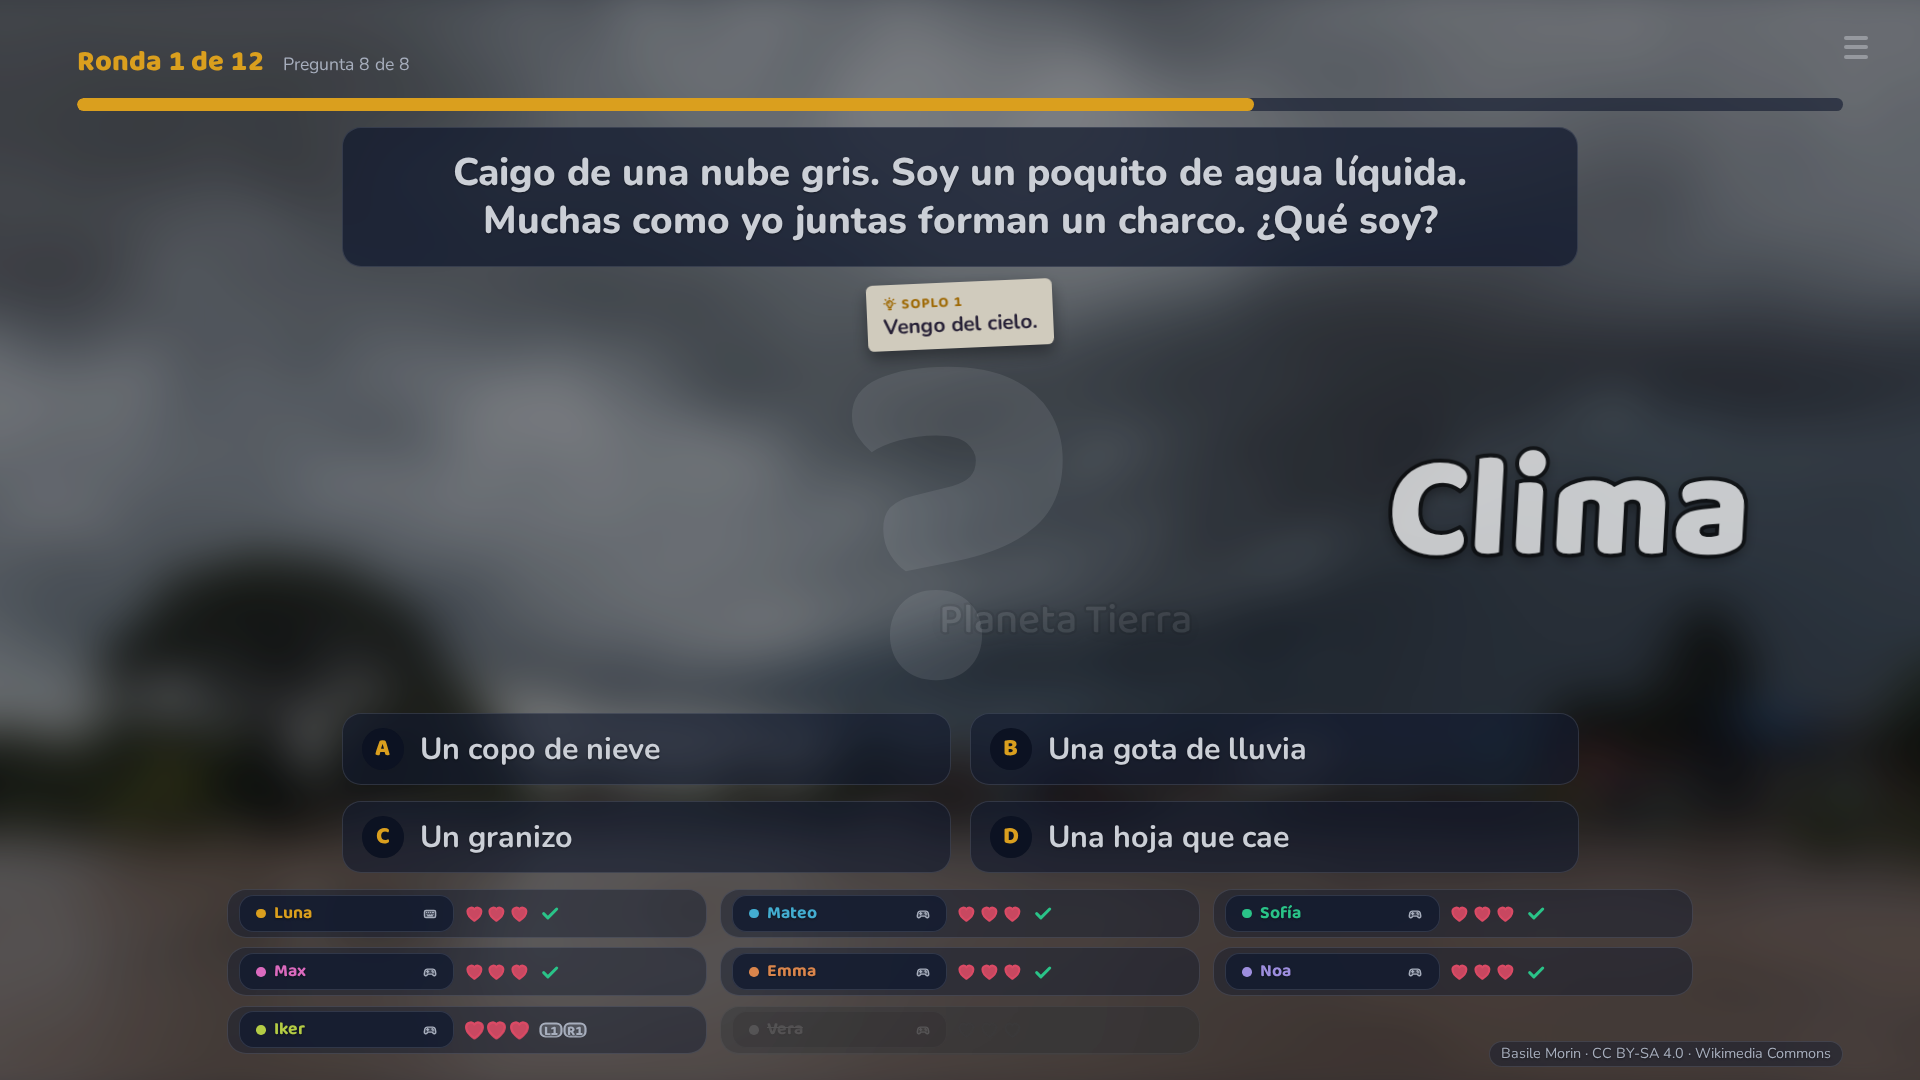 Ronda 1 de 12 Pregunta 8 de 8
Caigo de una nube gris. Soy un poquito de agua líquida.
Muchas como yo juntas forman un charco. ¿Qué soy?
SOPLO 1
Vengo del cielo.
?
Clima
Planeta Tierra
A Un copo de nieve
B Una gota de lluvia
C Un granizo
D Una hoja que cae
Luna
Mateo
Sofía
Max
Emma
Noa
Iker L1 R1
Vera
Basile Morin · CC BY-SA 4.0 · Wikimedia Commons